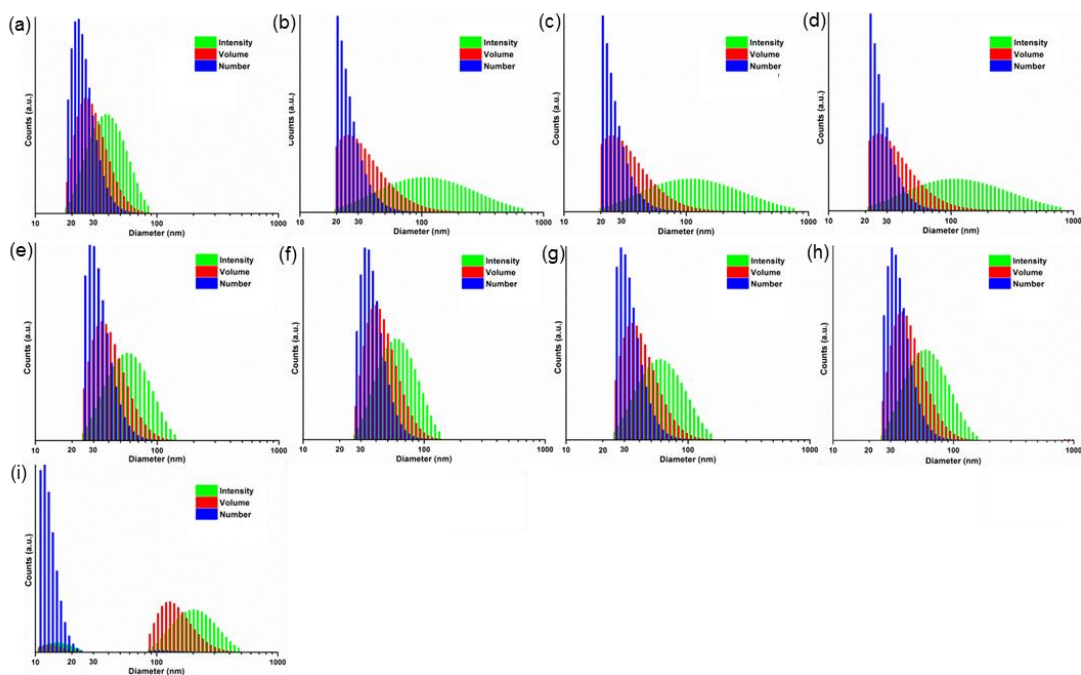 (a)
Counts (a.u.)
Intensity
Volume
Number
10 20 30 100 1000
Diameter (nm)
(b)
Counts (a.u.)
Intensity
Volume
Number
10 20 30 100 1000
Diameter (nm)
(c)
Counts (a.u.)
Intensity
Volume
Number
10 20 30 100 1000
Diameter (nm)
(d)
Counts (a.u.)
Intensity
Volume
Number
10 20 30 100 1000
Diameter (nm)
(e)
Counts (a.u.)
Intensity
Volume
Number
10 20 30 100 1000
Diameter (nm)
(f)
Counts (a.u.)
Intensity
Volume
Number
10 20 30 100 1000
Diameter (nm)
(g)
Counts (a.u.)
Intensity
Volume
Number
10 20 30 100 1000
Diameter (nm)
(h)
Counts (a.u.)
Intensity
Volume
Number
10 20 30 100 1000
Diameter (nm)
(i)
Counts (a.u.)
Intensity
Volume
Number
10 20 30 100 1000
Diameter (nm)